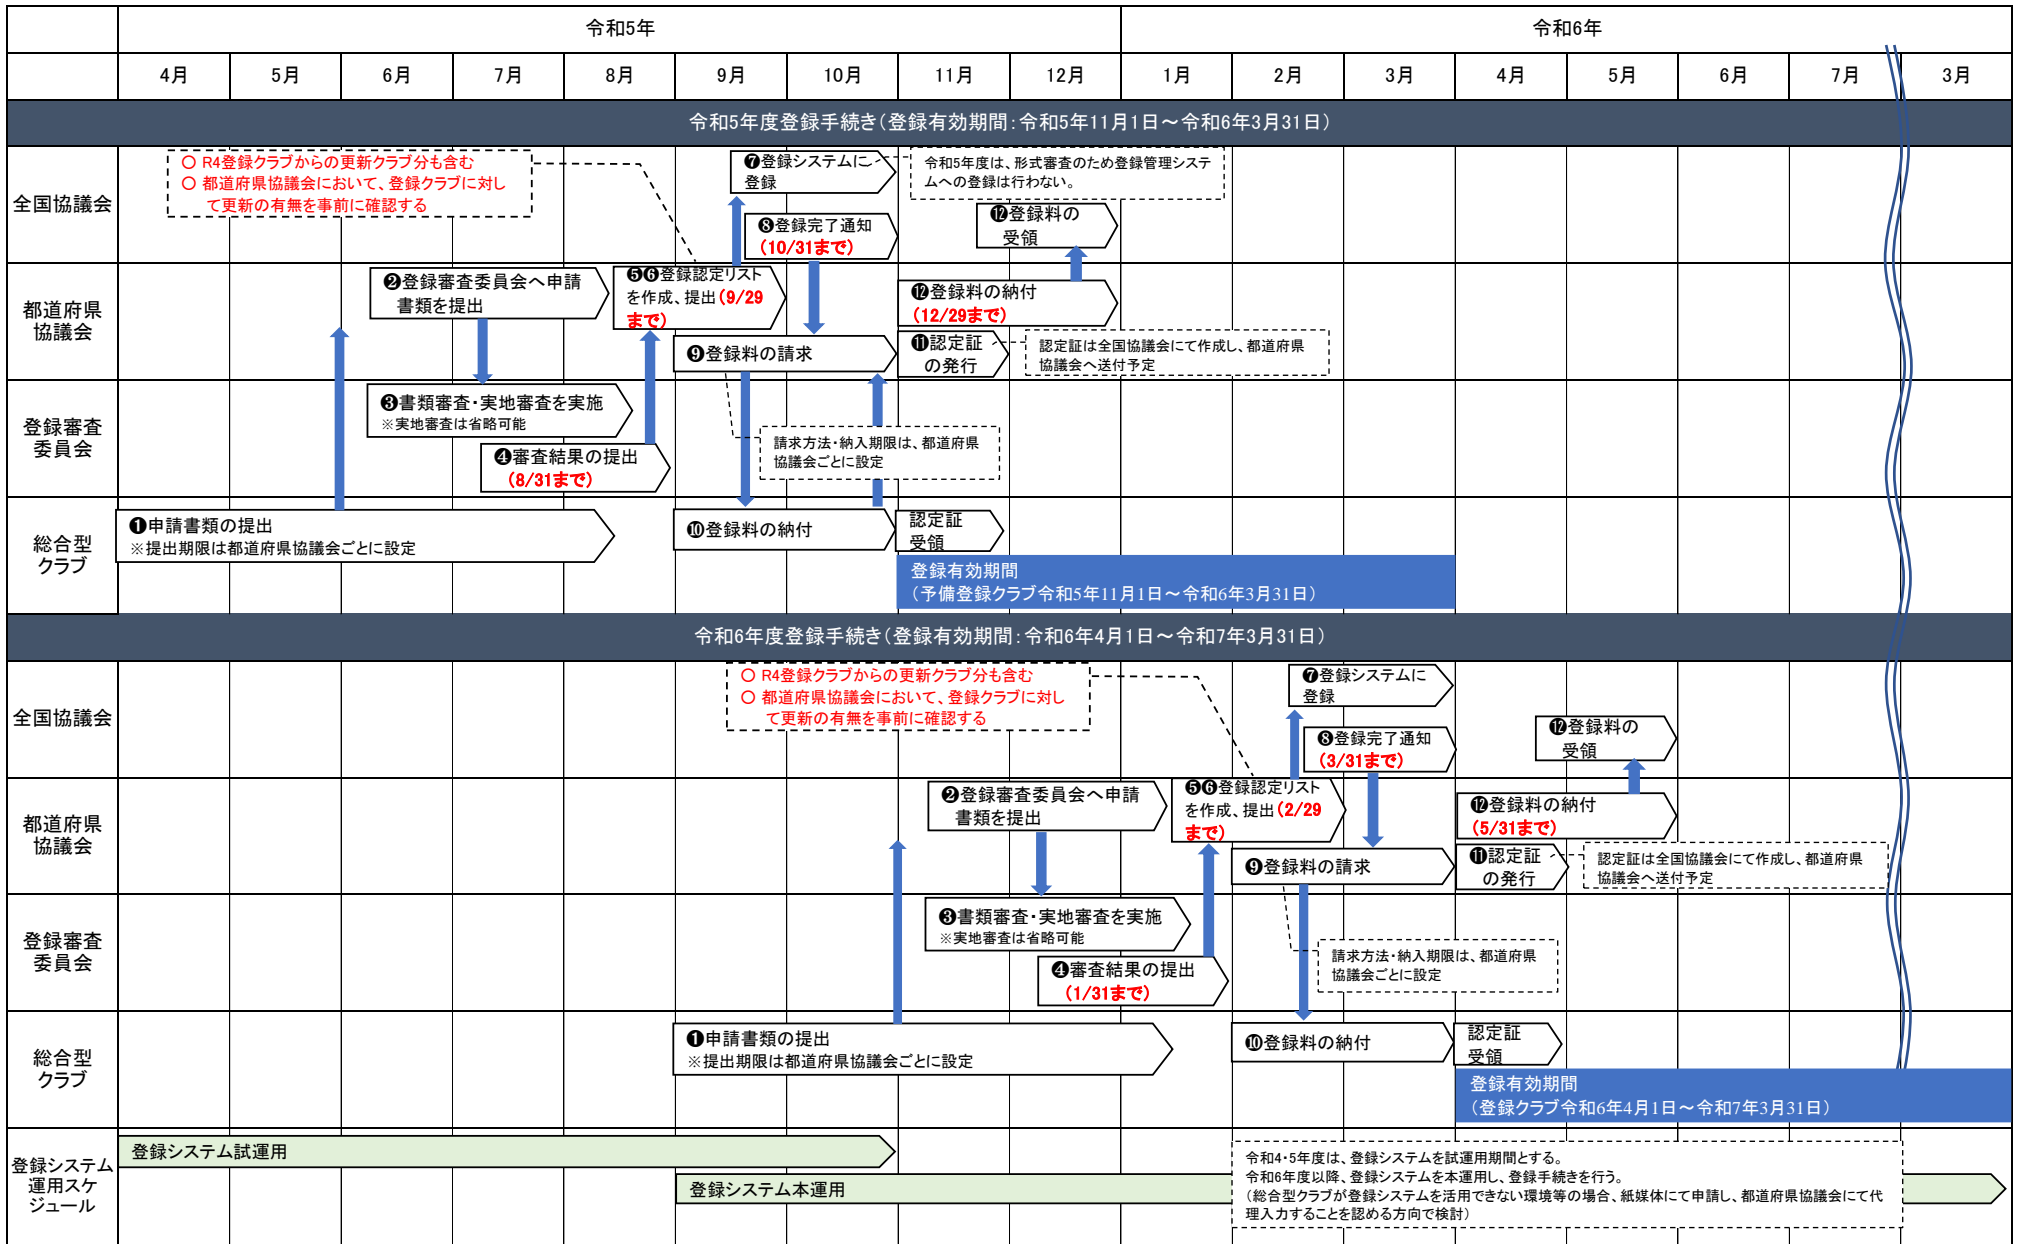 令和5年
令和6年
4月
5月
6月
7月
8月
9月
10月
11月
12月
1月
2月
3月
4月
5月
6月
7月
3月
令和5年度登録手続き(登録有効期間:令和5年11月1日～令和6年3月31日)
全国協議会
○ R4登録クラブからの更新クラブ分も含む
○ 都道府県協議会において、登録クラブに対し
て更新の有無を事前に確認する
❼登録システムに
登録
令和5年度は、形式審査のため登録管理システ
ムへの登録は行わない。
❽登録完了通知
(10/31まで)
⓬登録料の
受領
都道府県
協議会
❷登録審査委員会へ申請
書類を提出
❺❻登録認定リスト
を作成、提出(9/29
まで)
❾登録料の請求
⓬登録料の納付
(12/29まで)
⓫認定証
の発行
認定証は全国協議会にて作成し、都道府県
協議会へ送付予定
登録審査
委員会
❸書類審査・実地審査を実施
※実地審査は省略可能
❹審査結果の提出
(8/31まで)
請求方法・納入期限は、都道府県
協議会ごとに設定
総合型
クラブ
❶申請書類の提出
※提出期限は都道府県協議会ごとに設定
❿登録料の納付
認定証
受領
登録有効期間
(予備登録クラブ令和5年11月1日～令和6年3月31日)
令和6年度登録手続き(登録有効期間:令和6年4月1日～令和7年3月31日)
全国協議会
○ R4登録クラブからの更新クラブ分も含む
○ 都道府県協議会において、登録クラブに対し
て更新の有無を事前に確認する
❼登録システムに
登録
❽登録完了通知
(3/31まで)
⓬登録料の
受領
都道府県
協議会
❷登録審査委員会へ申請
書類を提出
❺❻登録認定リスト
を作成、提出(2/29
まで)
❾登録料の請求
⓬登録料の納付
(5/31まで)
⓫認定証
の発行
認定証は全国協議会にて作成し、都道府県
協議会へ送付予定
登録審査
委員会
❸書類審査・実地審査を実施
※実地審査は省略可能
❹審査結果の提出
(1/31まで)
請求方法・納入期限は、都道府県
協議会ごとに設定
総合型
クラブ
❶申請書類の提出
※提出期限は都道府県協議会ごとに設定
❿登録料の納付
認定証
受領
登録有効期間
(登録クラブ令和6年4月1日～令和7年3月31日)
登録システム
運用スケ
ジュール
登録システム試運用
登録システム本運用
令和4・5年度は、登録システムを試運用期間とする。
令和6年度以降、登録システムを本運用し、登録手続きを行う。
(総合型クラブが登録システムを活用できない環境等の場合、紙媒体にて申請し、都道府県協議会にて代
理入力することを認める方向で検討)